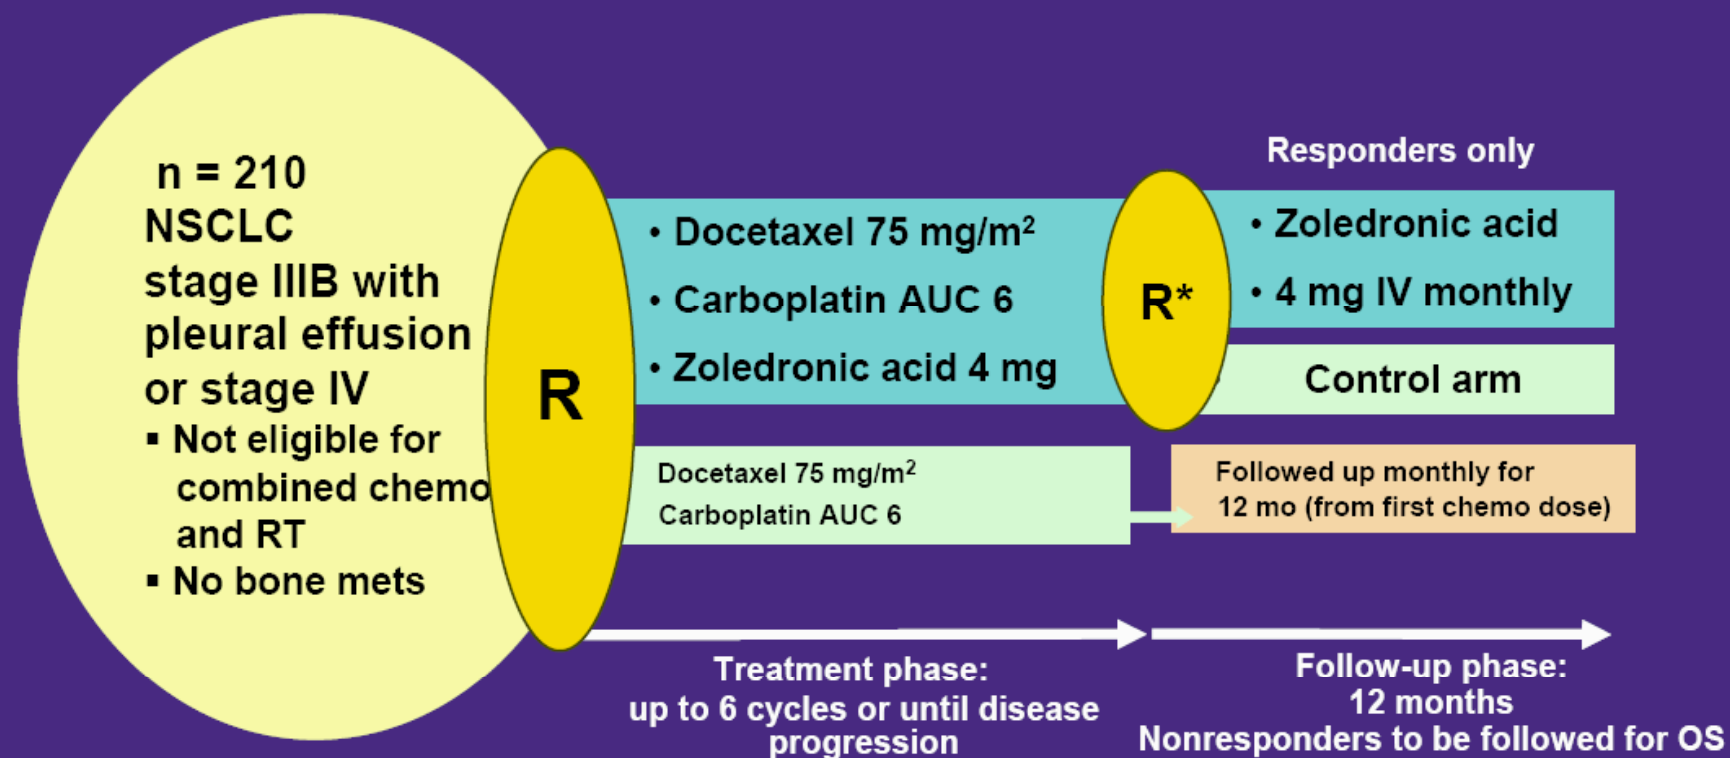 n = 210
NSCLC
stage IIIB with
pleural effusion
or stage IV
▪ Not eligible for
combined chemo
and RT
▪ No bone mets
R
• Docetaxel 75 mg/m²
• Carboplatin AUC 6
• Zoledronic acid 4 mg
Docetaxel 75 mg/m²
Carboplatin AUC 6
R*
Responders only
• Zoledronic acid
• 4 mg IV monthly
Control arm
Followed up monthly for
12 mo (from first chemo dose)
Treatment phase:
up to 6 cycles or until disease
progression
Follow-up phase:
12 months
Nonresponders to be followed for OS